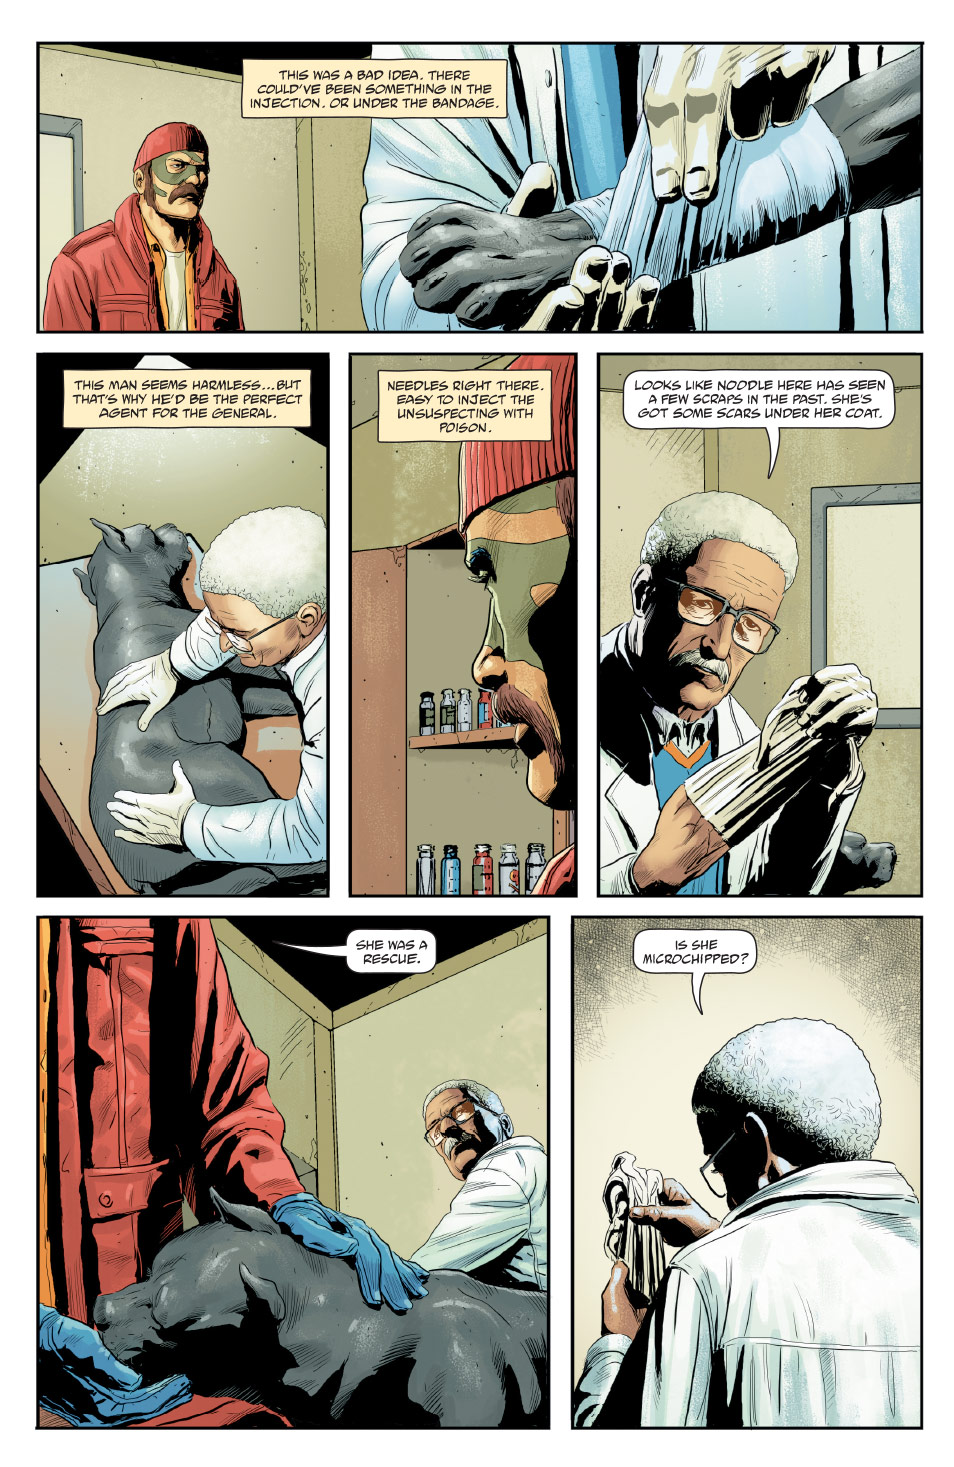 THIS WAS A BAD IDEA. THERE
COULD'VE BEEN SOMETHING IN THE
INJECTION. OR UNDER THE BANDAGE.
THIS MAN SEEMS HARMLESS...BUT
THAT'S WHY HE'D BE THE PERFECT
AGENT FOR THE GENERAL.
NEEDLES RIGHT THERE.
EASY TO INJECT THE
UNSUSPECTING WITH
POISON.
LOOKS LIKE NOODLE HERE HAS SEEN
A FEW SCRAPS IN THE PAST. SHE'S
GOT SOME SCARS UNDER HER COAT.
SHE WAS A
RESCUE.
IS SHE
MICROCHIPPED?